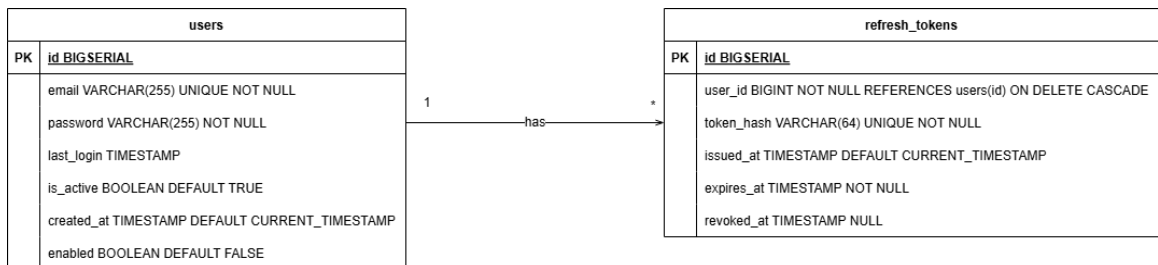 users
PK id BIGSERIAL
email VARCHAR(255) UNIQUE NOT NULL
password VARCHAR(255) NOT NULL
last_login TIMESTAMP
is_active BOOLEAN DEFAULT TRUE
created_at TIMESTAMP DEFAULT CURRENT_TIMESTAMP
enabled BOOLEAN DEFAULT FALSE
1
has
*
refresh_tokens
PK id BIGSERIAL
user_id BIGINT NOT NULL REFERENCES users(id) ON DELETE CASCADE
token_hash VARCHAR(64) UNIQUE NOT NULL
issued_at TIMESTAMP DEFAULT CURRENT_TIMESTAMP
expires_at TIMESTAMP NOT NULL
revoked_at TIMESTAMP NULL